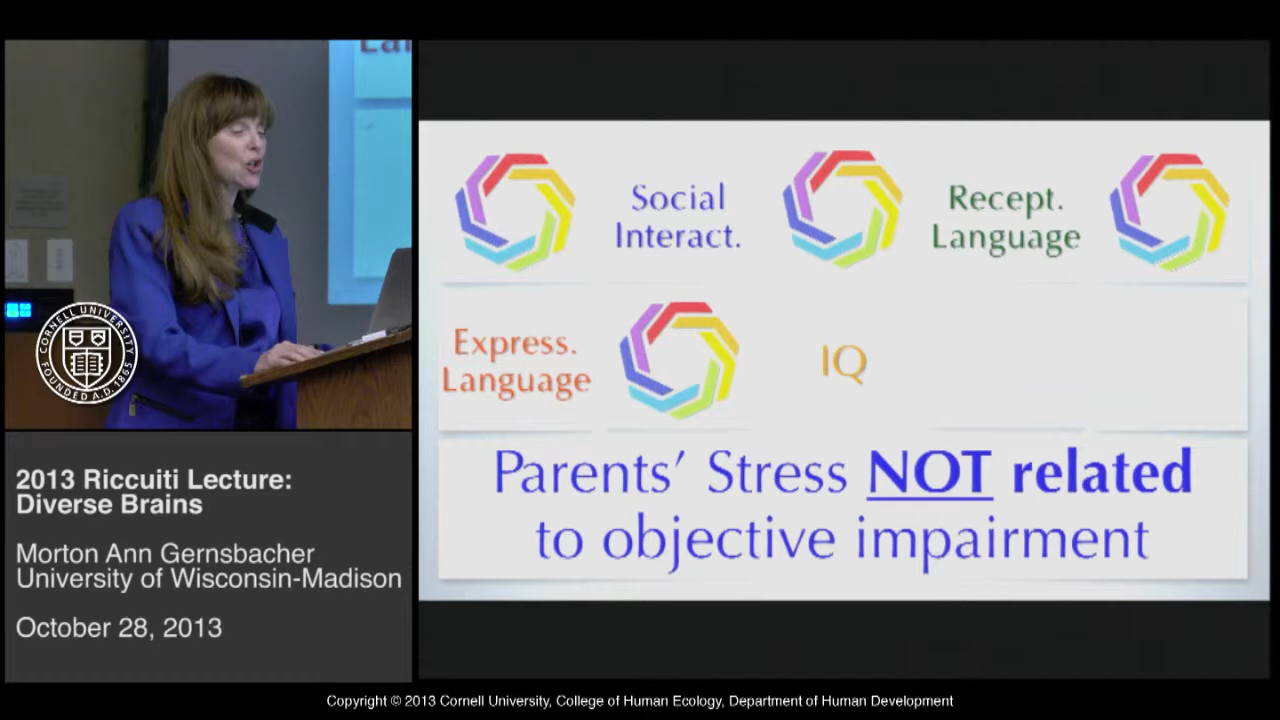 Social
Interact.
Recept.
Language
Express.
Language
IQ
Parents' Stress NOT related
to objective impairment
CORNELL UNIVERSITY
FOUNDED A.D. 1865
2013 Riccuiti Lecture:
Diverse Brains
Morton Ann Gernsbacher
University of Wisconsin-Madison
October 28, 2013
Copyright © 2013 Cornell University, College of Human Ecology, Department of Human Development